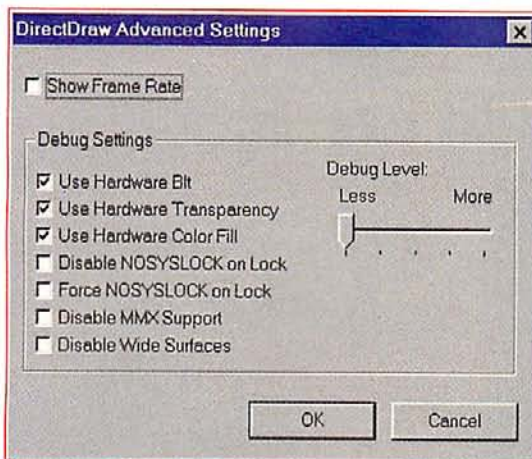 DirectDraw Advanced Settings
Show Frame Rate
Debug Settings
Use Hardware Blt
Use Hardware Transparency
Use Hardware Color Fill
Disable NOSYSLOCK on Lock
Force NOSYSLOCK on Lock
Disable MMX Support
Disable Wide Surfaces
Debug Level:
Less More
OK Cancel